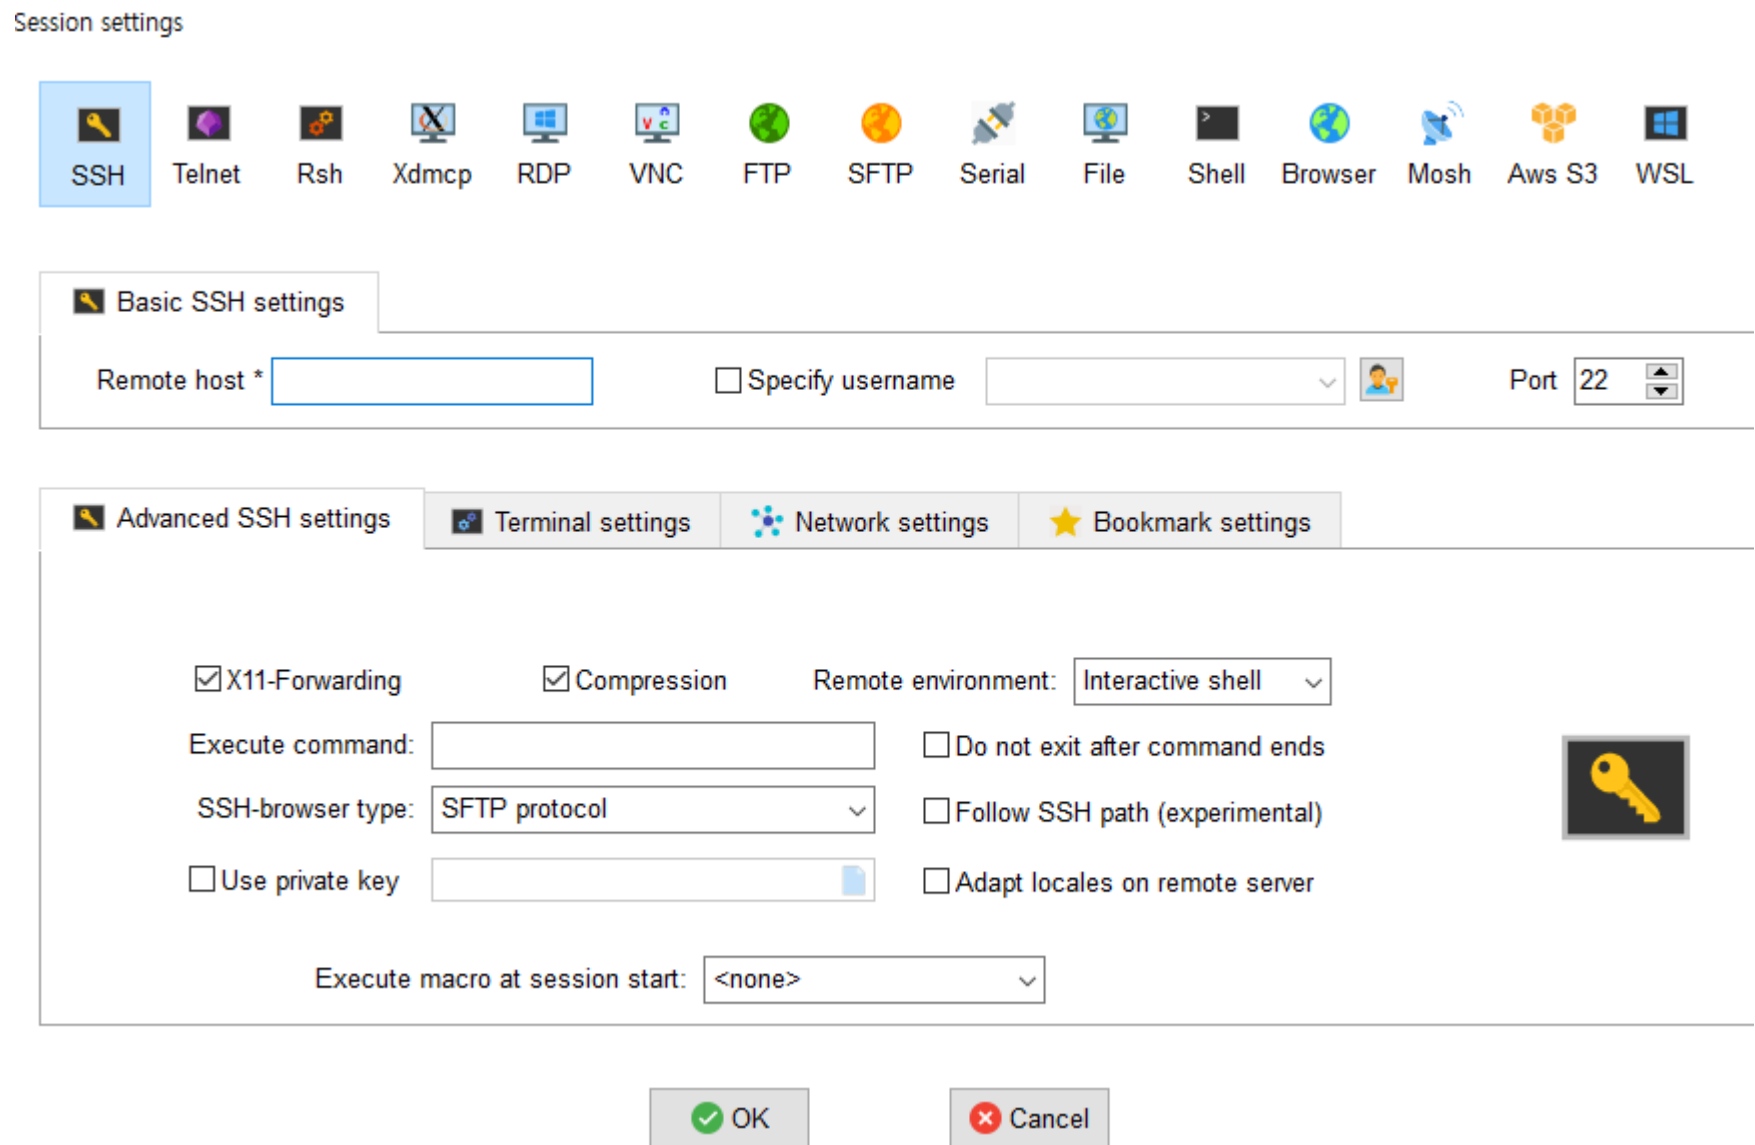 Session settings
SSH Telnet Rsh Xdmcp RDP VNC FTP SFTP Serial File Shell Browser Mosh Aws S3 WSL
Basic SSH settings
Remote host * Specify username Port 22
Advanced SSH settings Terminal settings Network settings Bookmark settings
X11-Forwarding Compression Remote environment: Interactive shell
Execute command: Do not exit after command ends
SSH-browser type: SFTP protocol Follow SSH path (experimental)
Use private key Adapt locales on remote server
Execute macro at session start: <none>
OK Cancel